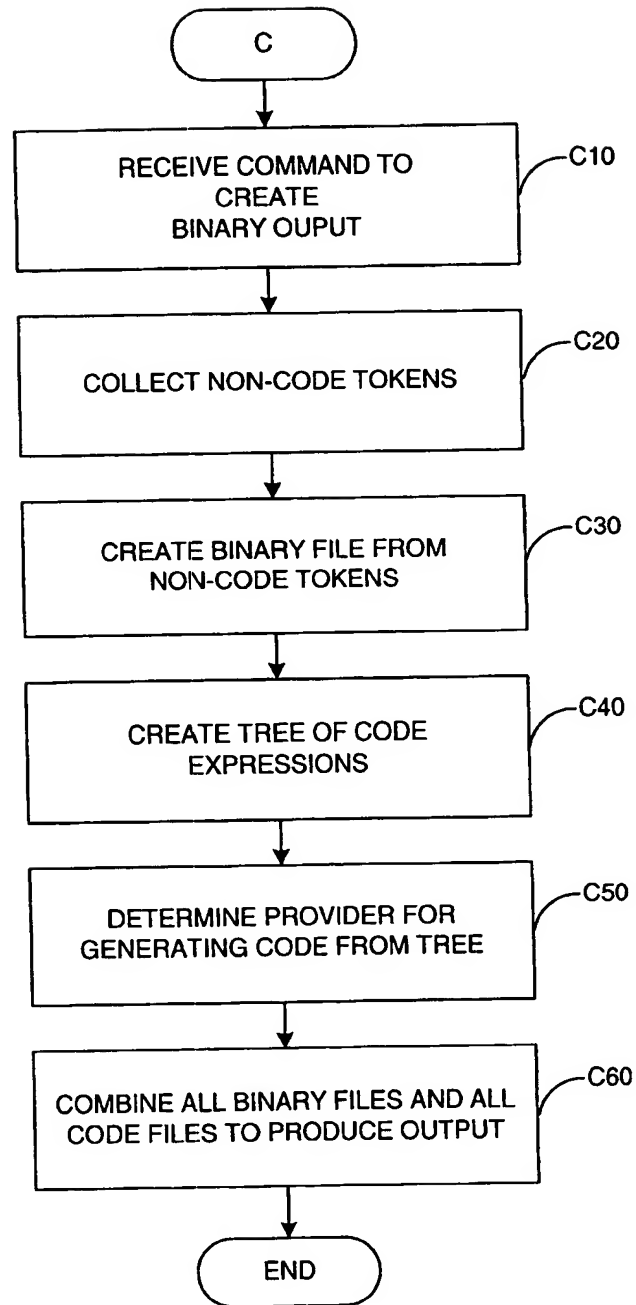 C
RECEIVE COMMAND TO
CREATE
BINARY OUPUT
C10
COLLECT NON-CODE TOKENS
C20
CREATE BINARY FILE FROM
NON-CODE TOKENS
C30
CREATE TREE OF CODE
EXPRESSIONS
C40
DETERMINE PROVIDER FOR
GENERATING CODE FROM TREE
C50
COMBINE ALL BINARY FILES AND ALL
CODE FILES TO PRODUCE OUTPUT
C60
END